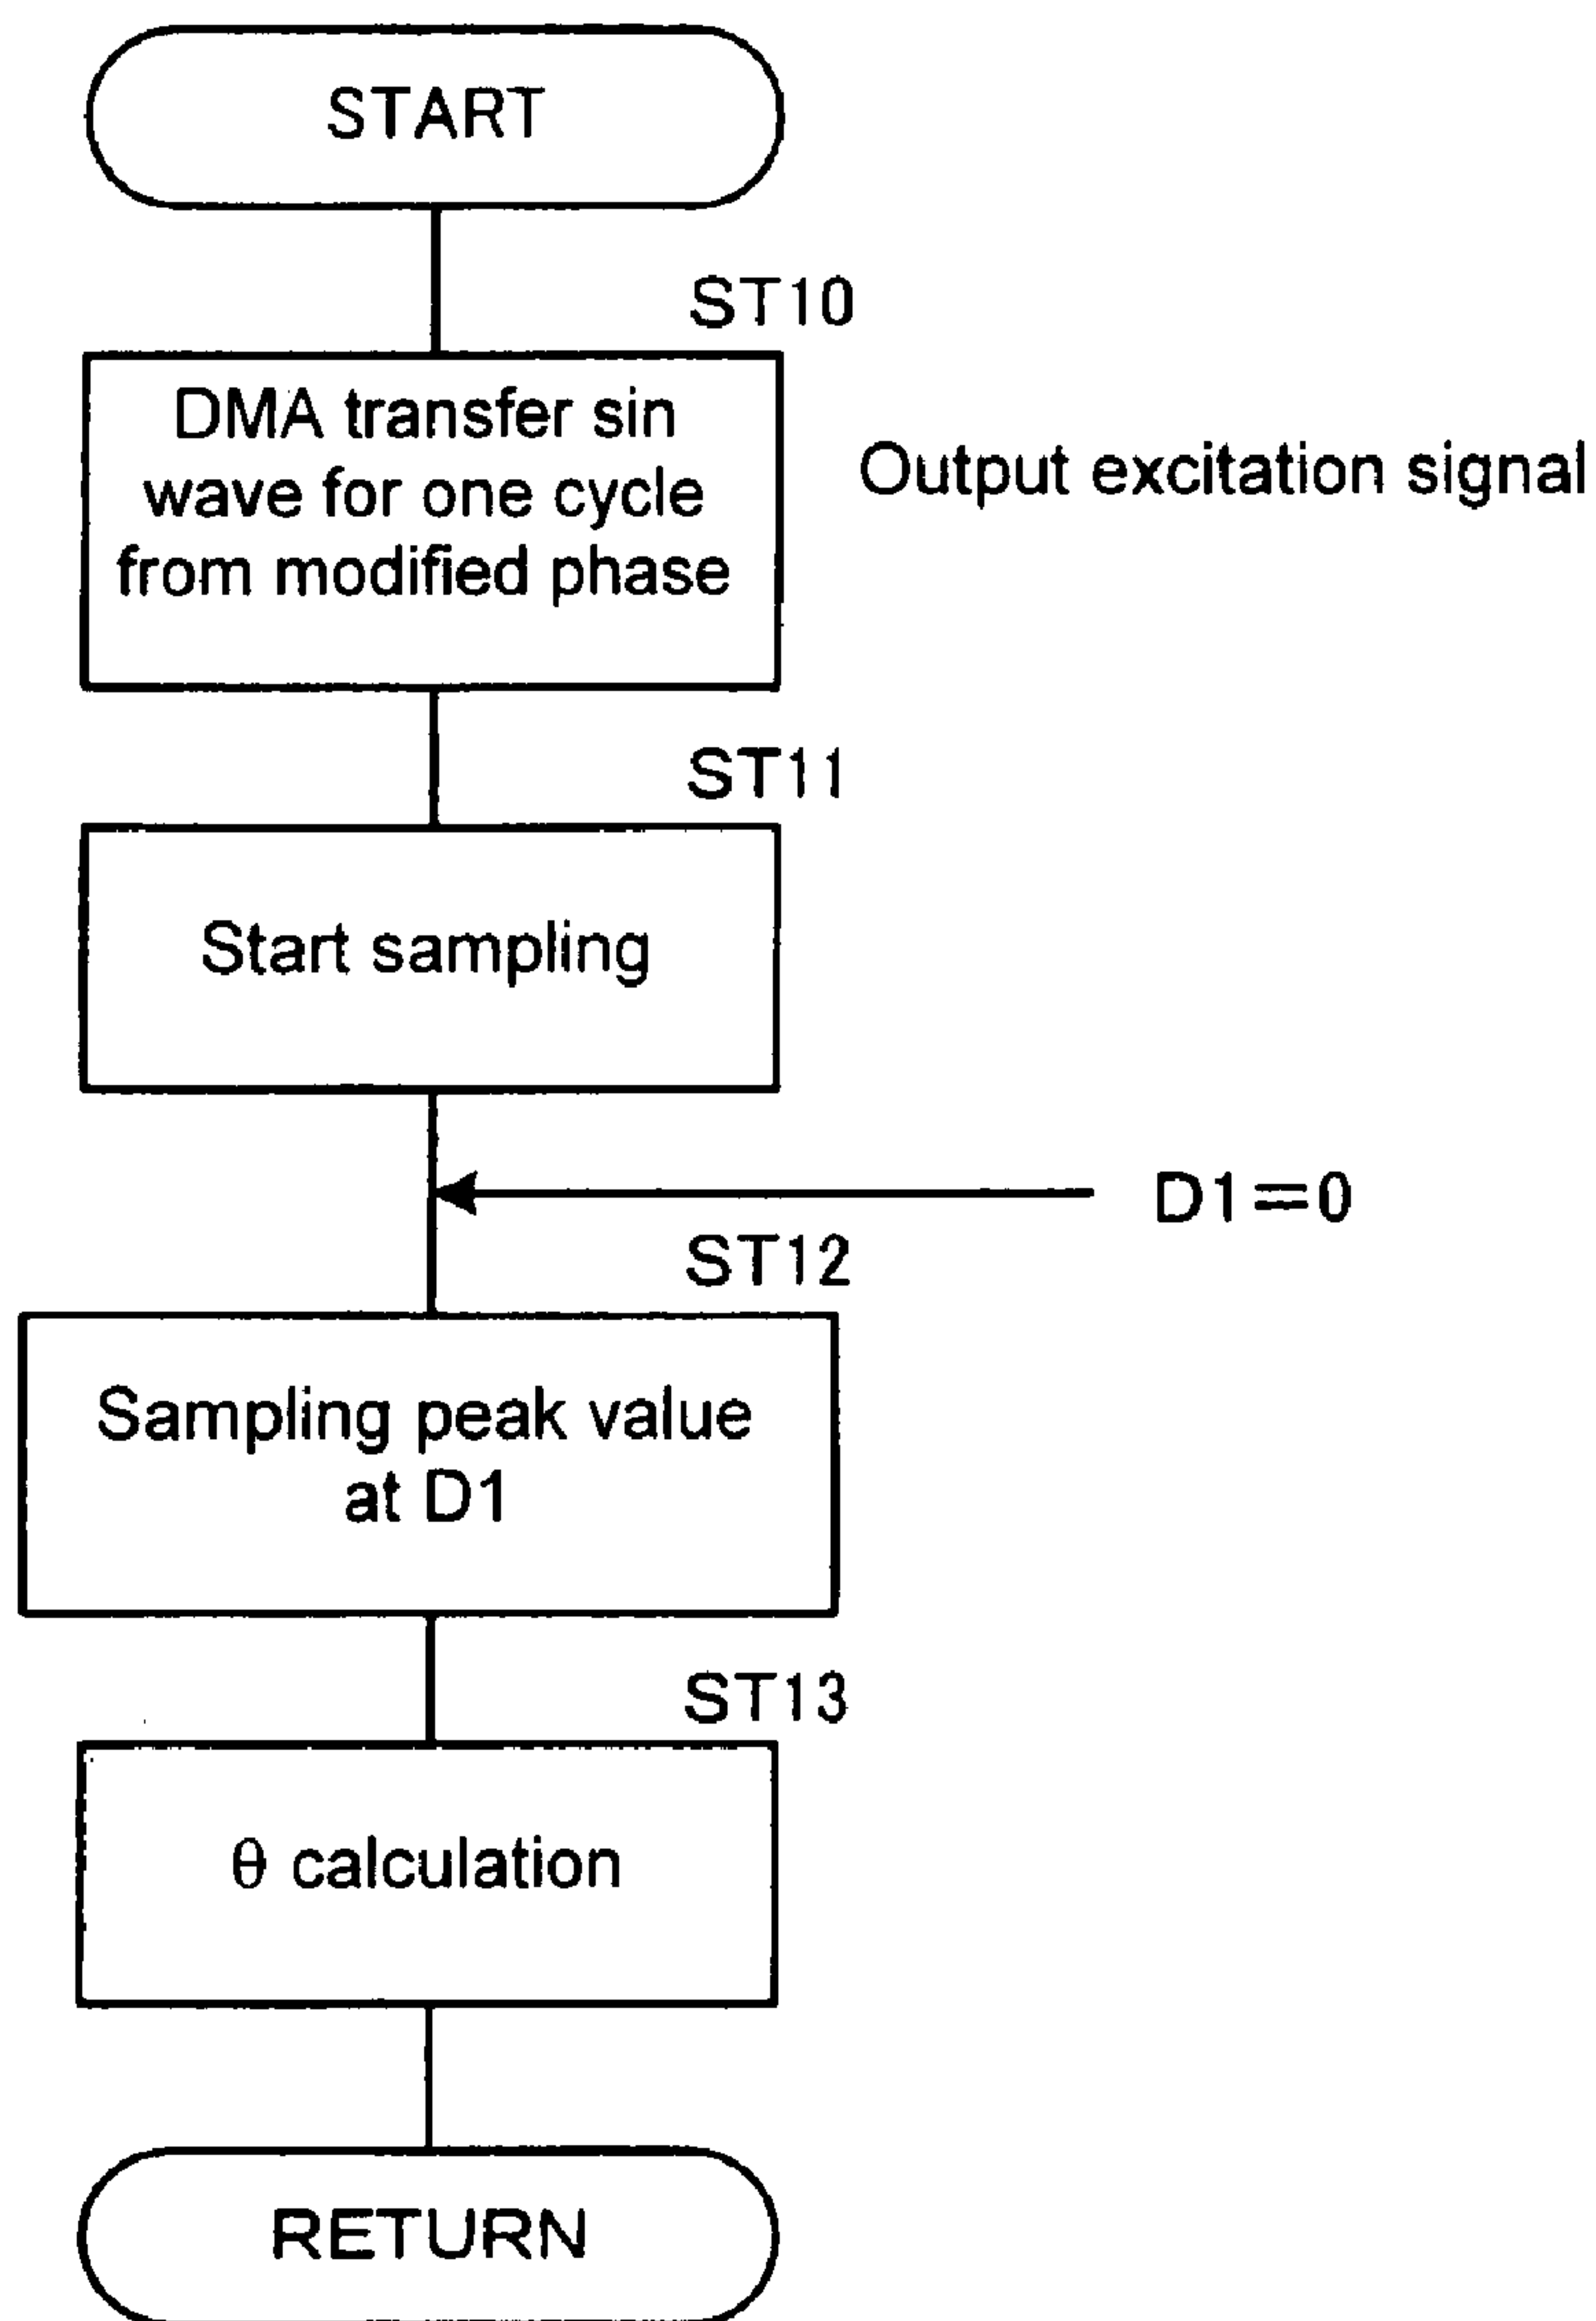 START
ST10
DMA transfer sin
wave for one cycle
from modified phase
Output excitation signal
ST11
Start sampling
D1=0
ST12
Sampling peak value
at D1
ST13
θ calculation
RETURN